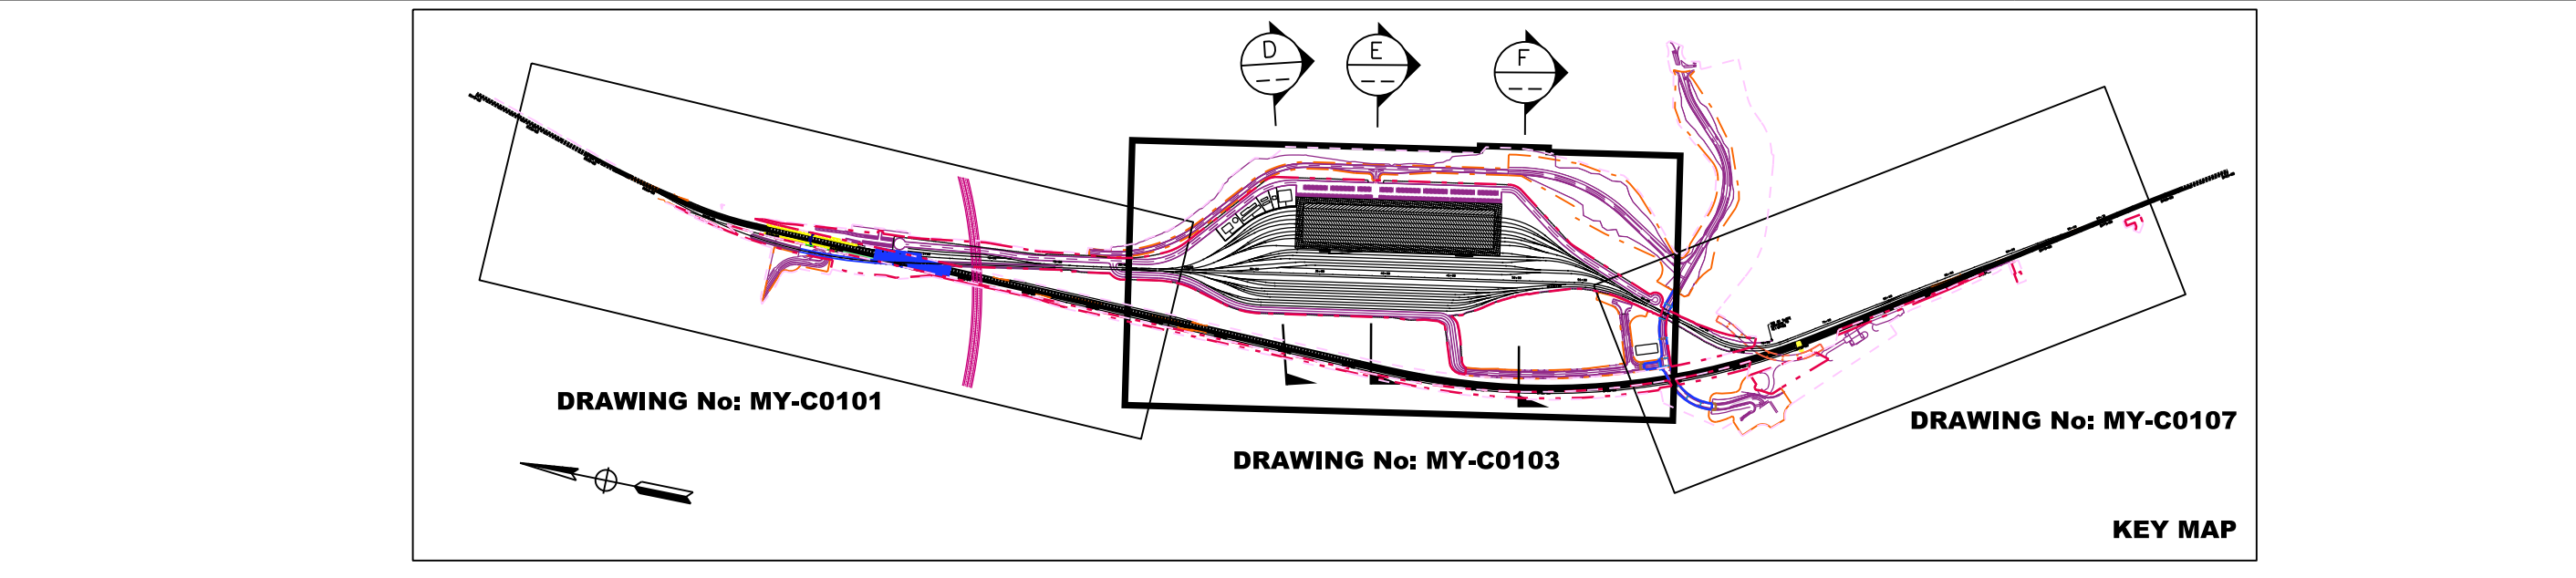 D
E
F
DRAWING No: MY-C0101
DRAWING No: MY-C0103
DRAWING No: MY-C0107
KEY MAP